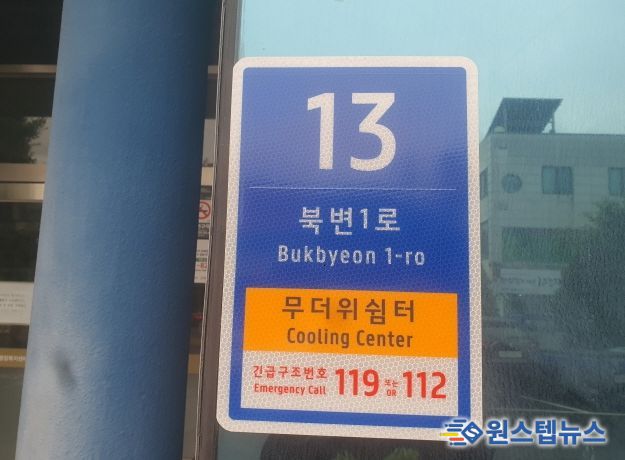 13
북변1로
Bukbyeon 1-ro
무더위쉼터
Cooling Center
긴급구조번호 119 또는 112
Emergency Call OR
원스텝뉴스